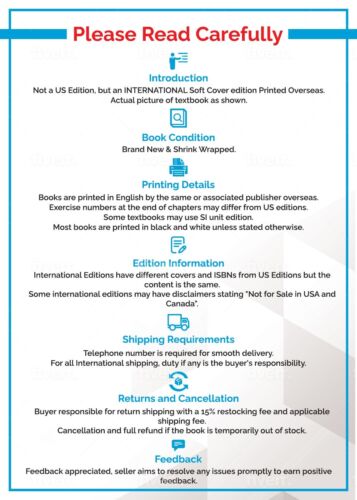 Please Read Carefully
Introduction
Not a US Edition, but an INTERNATIONAL Soft Cover edition Printed Overseas.
Actual picture of textbook as shown.
Book Condition
Brand New & Shrink Wrapped.
Printing Details
Books are printed in English by the same or associated publisher overseas.
Exercise numbers at the end of chapters may differ from US editions.
Some textbooks may use SI unit edition.
Most books are printed in black and white unless stated otherwise.
Edition Information
International Editions have different covers and ISBNs from US Editions but the
content is the same.
Some international editions may have disclaimers stating "Not for Sale in USA and
Canada".
Shipping Requirements
Telephone number is required for smooth delivery.
For all International shipping, duty if any is the buyer's responsibility.
Returns and Cancellation
Buyer responsible for return shipping with a 15% restocking fee and applicable
shipping fee.
Cancellation and full refund if the book is temporarily out of stock.
Feedback
Feedback appreciated, seller aims to resolve any issues promptly to earn positive
feedback.